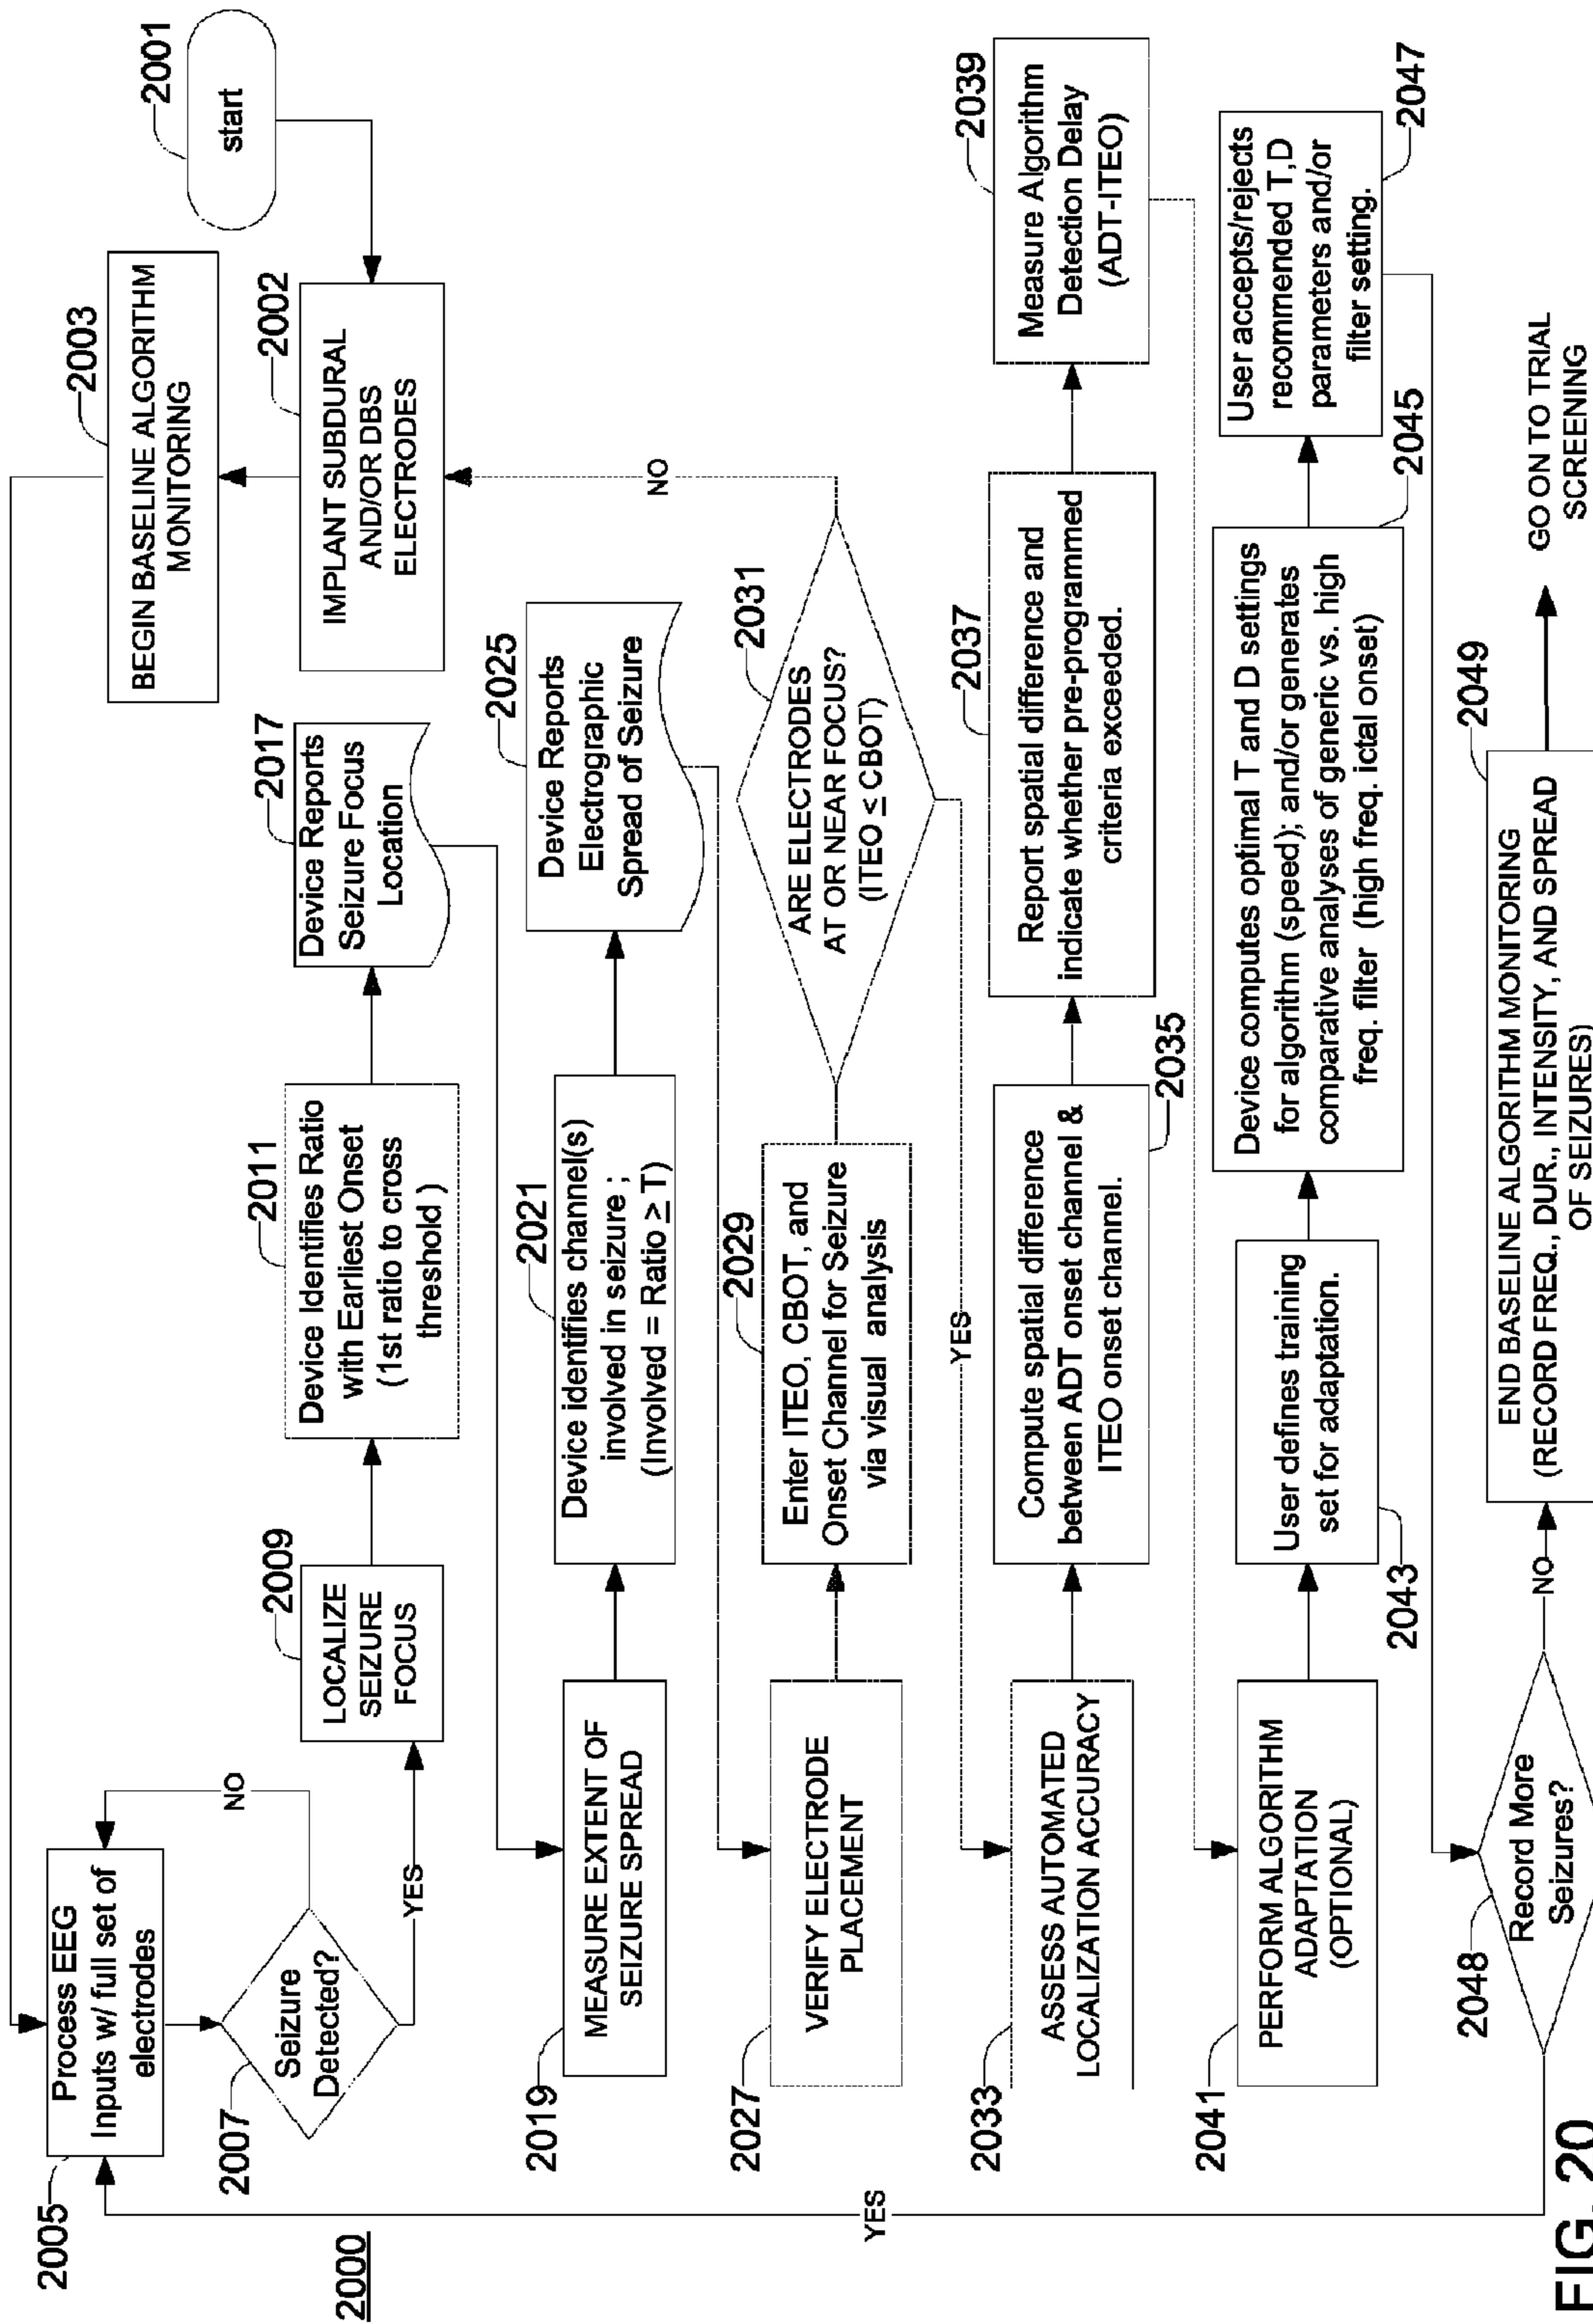 2001
start
2002
IMPLANT SUBDURAL
AND/OR DBS
ELECTRODES
2003
BEGIN BASELINE ALGORITHM
MONITORING
2005
Process EEG
Inputs w/ full set of
electrodes
2007
Seizure
Detected?
NO
YES
2009
LOCALIZE
SEIZURE
FOCUS
2011
Device Identifies Ratio
with Earliest Onset
(1st ratio to cross
threshold )
2017
Device Reports
Seizure Focus
Location
2019
MEASURE EXTENT OF
SEIZURE SPREAD
2021
Device identifies channel(s)
involved in seizure ;
(Involved = Ratio ≥ T)
2025
Device Reports
Electrographic
Spread of Seizure
2027
VERIFY ELECTRODE
PLACEMENT
2029
Enter ITEO, CBOT, and
Onset Channel for Seizure
via visual analysis
2031
ARE ELECTRODES
AT OR NEAR FOCUS?
(ITEO ≤ CBOT)
NO
YES
2033
ASSESS AUTOMATED
LOCALIZATION ACCURACY
2035
Compute spatial difference
between ADT onset channel &
ITEO onset channel.
2037
Report spatial difference and
indicate whether pre-programmed
criteria exceeded.
2039
Measure Algorithm
Detection Delay
(ADT-ITEO)
2041
PERFORM ALGORITHM
ADAPTATION
(OPTIONAL)
2043
User defines training
set for adaptation.
2045
Device computes optimal T and D settings
for algorithm (speed); and/or generates
comparative analyses of generic vs. high
freq. filter (high freq. ictal onset)
2047
User accepts/rejects
recommended T,D
parameters and/or
filter setting.
2048
Record More
Seizures?
YES
NO
2049
END BASELINE ALGORITHM MONITORING
(RECORD FREQ., DUR., INTENSITY, AND SPREAD
OF SEIZURES)
GO ON TO TRIAL
SCREENING
2000
FIG. 20